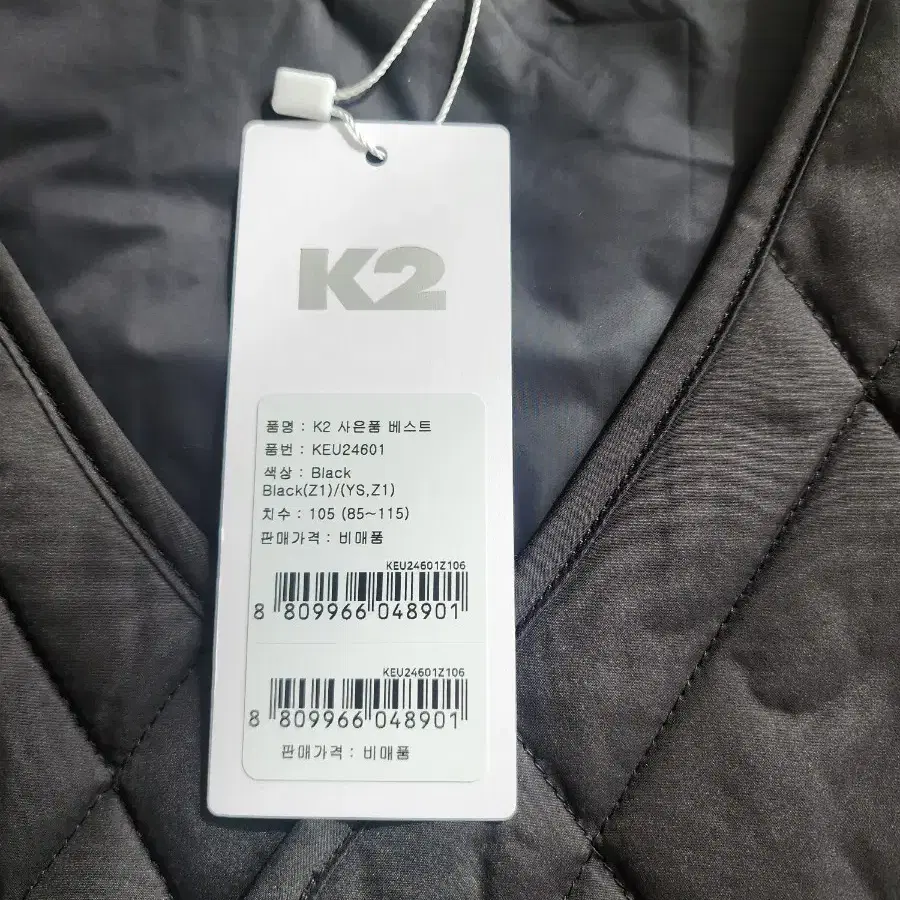 K2
품명 : K2 사은품 베스트
품번 : KEU24601
색상 : Black
Black(Z1)/(YS,Z1)
치수 : 105 (85~115)
판매가격 : 비매품
KEU24601Z106
8 809966 048901
KEU24601Z106
8 809966 048901
판매가격 : 비매품